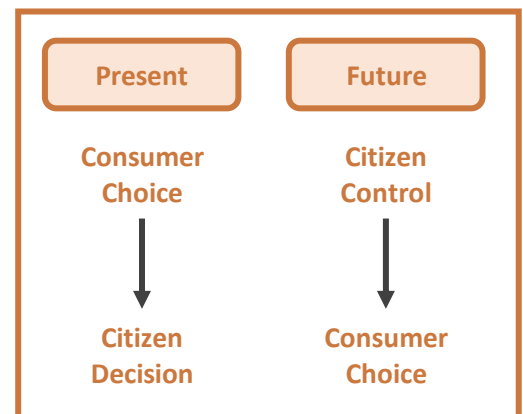 Present
Future
Consumer
Choice
Citizen
Control
Citizen
Decision
Consumer
Choice